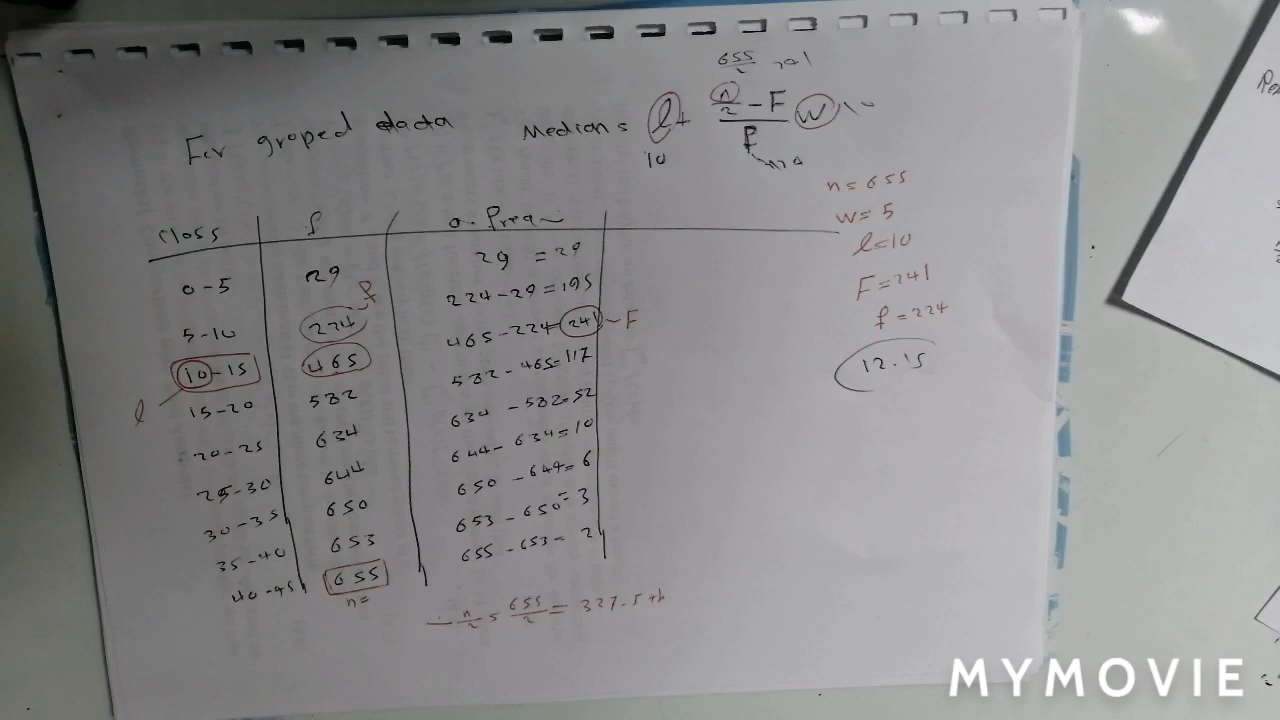 655/2 241
For groped data Median = l + n/2 - F / f w
10
n = 655
w = 5
l = 10
F = 241
f = 224
12.15
class f o. freq
0-5 29 29 = 29
f
5-10 224 224-29=195
10-15 465 465-224=241 F
l
15-20 582 582-465=117
20-25 634 634-582=52
25-30 644 644-634=10
30-35 650 650-644=6
35-40 653 653-650=3
40-45 655 655-653=2
n=
n/2 = 655/2 = 327.5th
Re
MYMOVIE